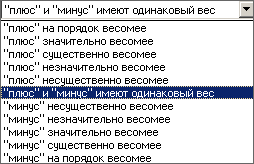 "плюс" и "минус" имеют одинаковый вес
"плюс" на порядок весомее
"плюс" значительно весомее
"плюс" существенно весомее
"плюс" незначительно весомее
"плюс" несущественно весомее
"плюс" и "минус" имеют одинаковый вес
"минус" несущественно весомее
"минус" незначительно весомее
"минус" значительно весомее
"минус" существенно весомее
"минус" на порядок весомее